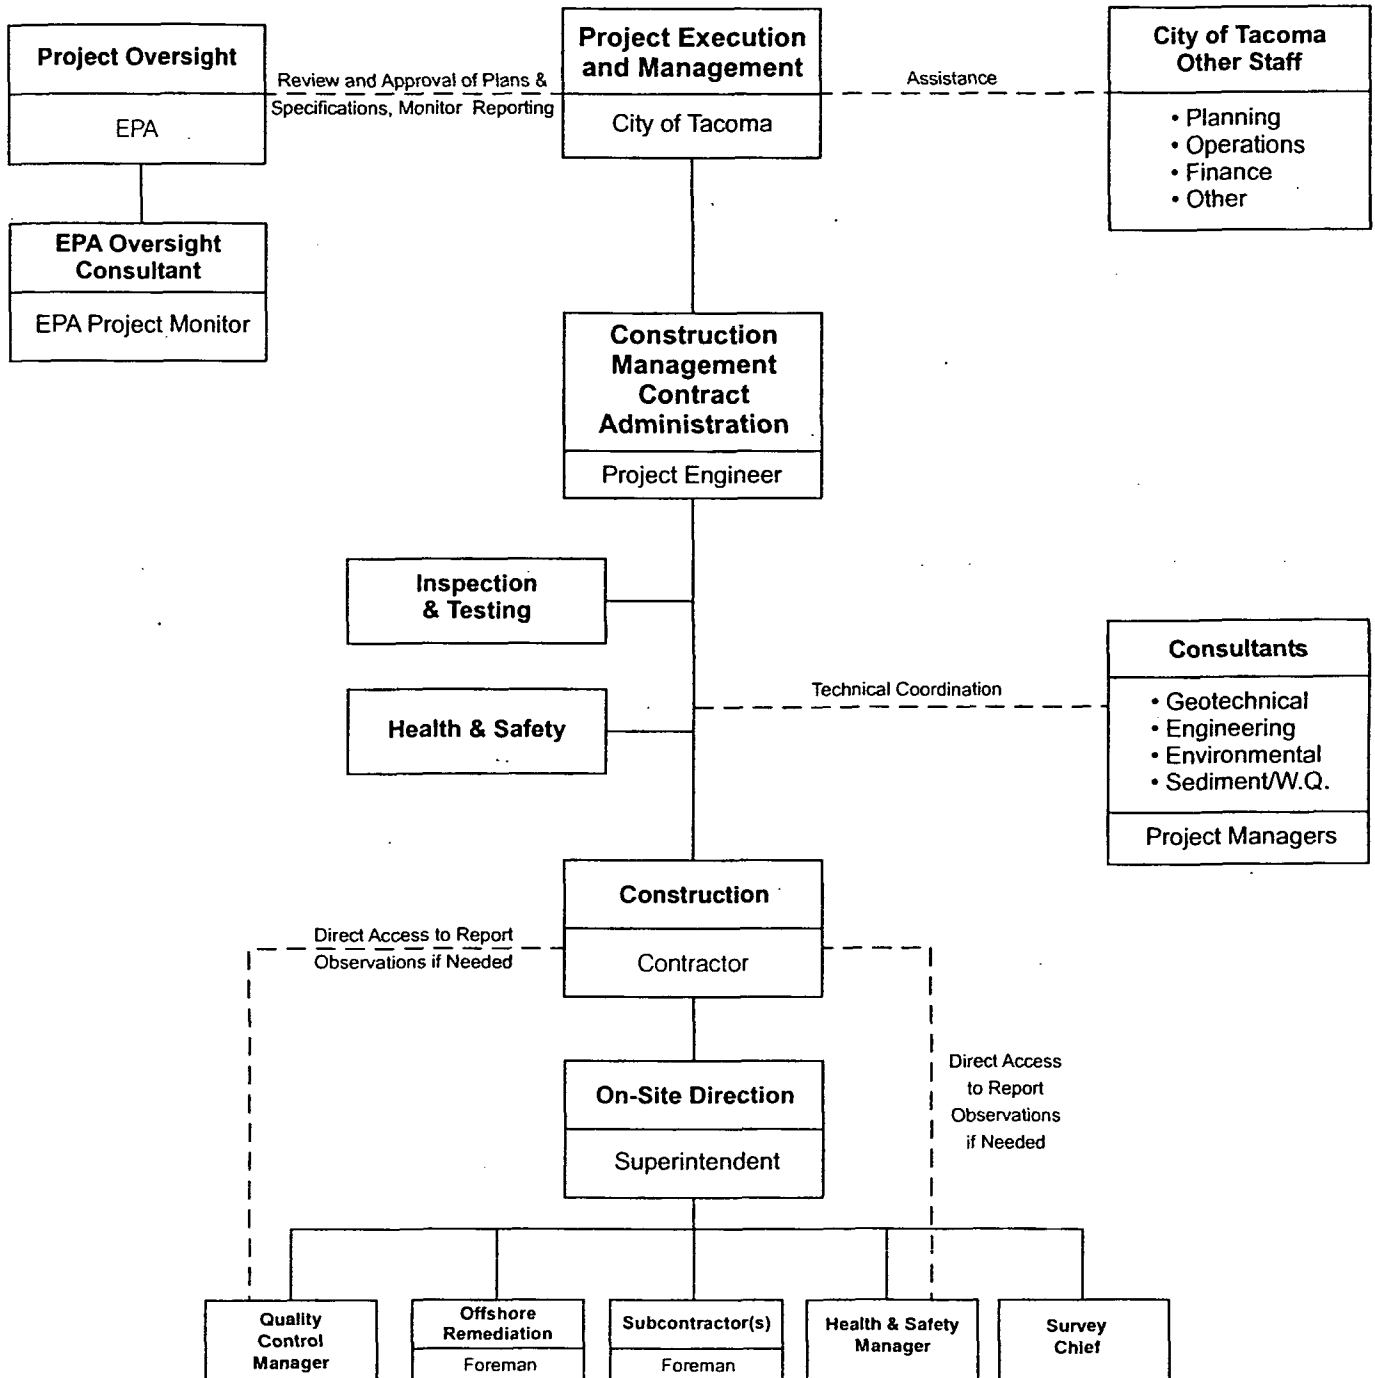 Project Oversight
EPA
Review and Approval of Plans &
Specifications, Monitor Reporting
Project Execution
and Management
City of Tacoma
Assistance
City of Tacoma
Other Staff
• Planning
• Operations
• Finance
• Other
EPA Oversight
Consultant
EPA Project Monitor
Construction
Management
Contract
Administration
Project Engineer
Inspection
& Testing
Health & Safety
Technical Coordination
Consultants
• Geotechnical
• Engineering
• Environmental
• Sediment/W.Q.
Project Managers
Construction
Contractor
Direct Access to Report
Observations if Needed
On-Site Direction
Superintendent
Direct Access
to Report
Observations
if Needed
Quality
Control
Manager
Offshore
Remediation
Foreman
Subcontractor(s)
Foreman
Health & Safety
Manager
Survey
Chief